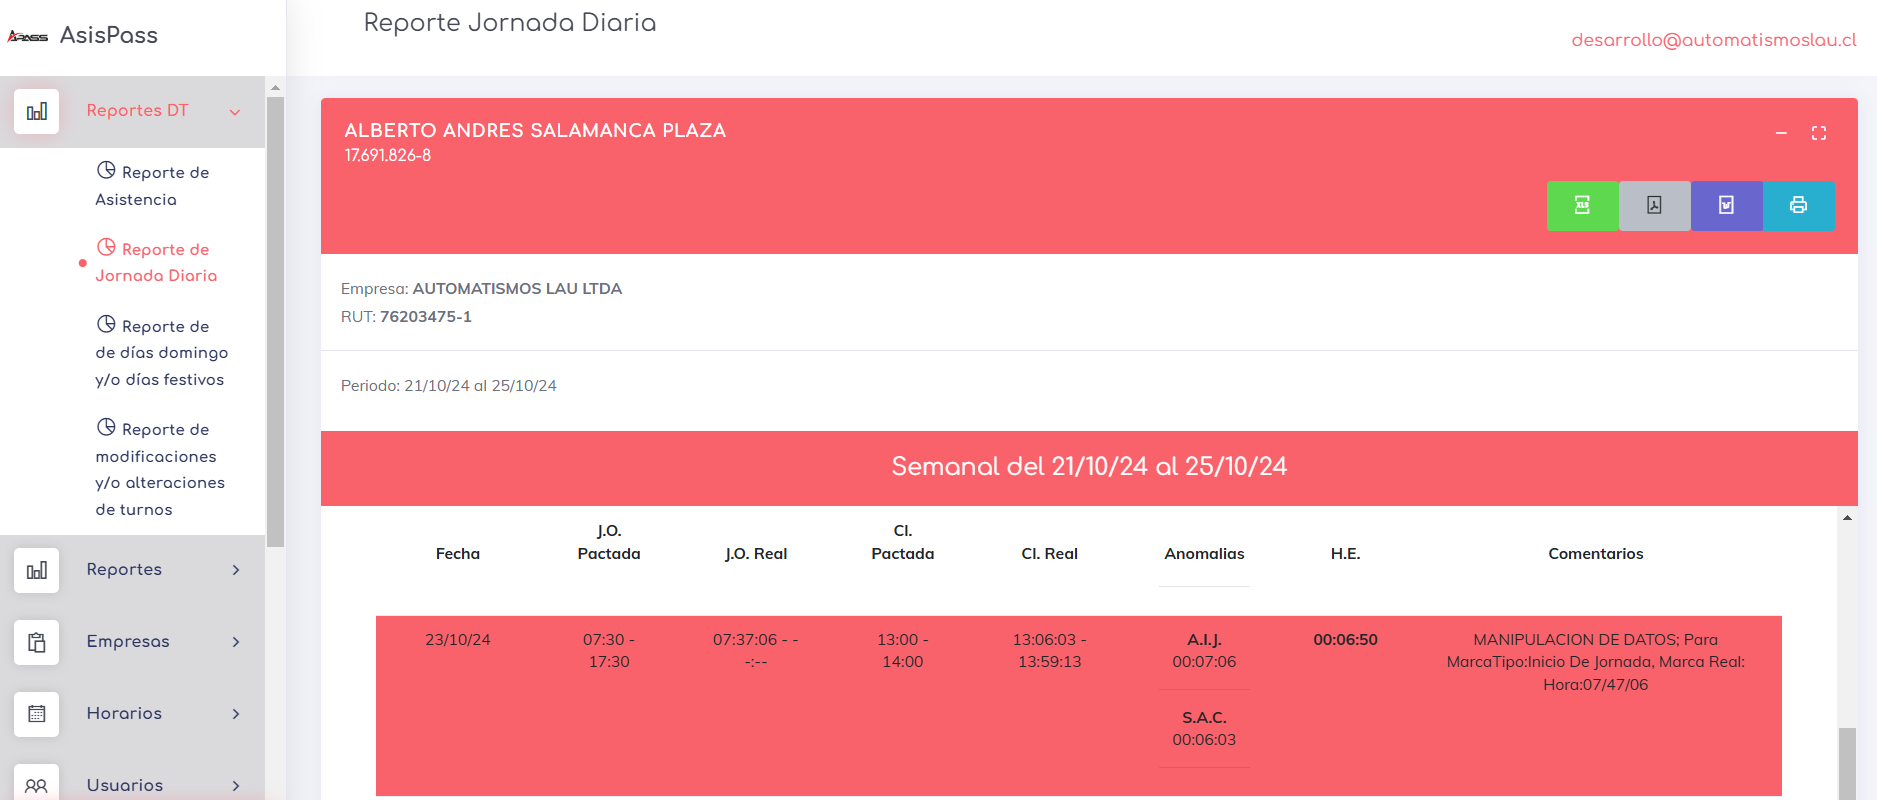 APASS AsisPass
Reporte Jornada Diaria
desarrollo@automatismoslau.cl
Reportes DT
Reporte de
Asistencia
Reporte de
Jornada Diaria
Reporte de
de días domingo
y/o días festivos
Reporte de
modificaciones
y/o alteraciones
de turnos
Reportes
Empresas
Horarios
Usuarios
ALBERTO ANDRES SALAMANCA PLAZA
17.691.826-8
XLS
Empresa: AUTOMATISMOS LAU LTDA
RUT: 76203475-1
Periodo: 21/10/24 al 25/10/24
Semanal del 21/10/24 al 25/10/24
Fecha
J.O.
Pactada
J.O. Real
Cl.
Pactada
Cl. Real
Anomalias
H.E.
Comentarios
23/10/24
07:30 -
17:30
07:37:06 - -
-:--
13:00 -
14:00
13:06:03 -
13:59:13
A.I.J.
00:07:06
S.A.C.
00:06:03
00:06:50
MANIPULACION DE DATOS; Para
MarcaTipo:Inicio De Jornada, Marca Real:
Hora:07/47/06